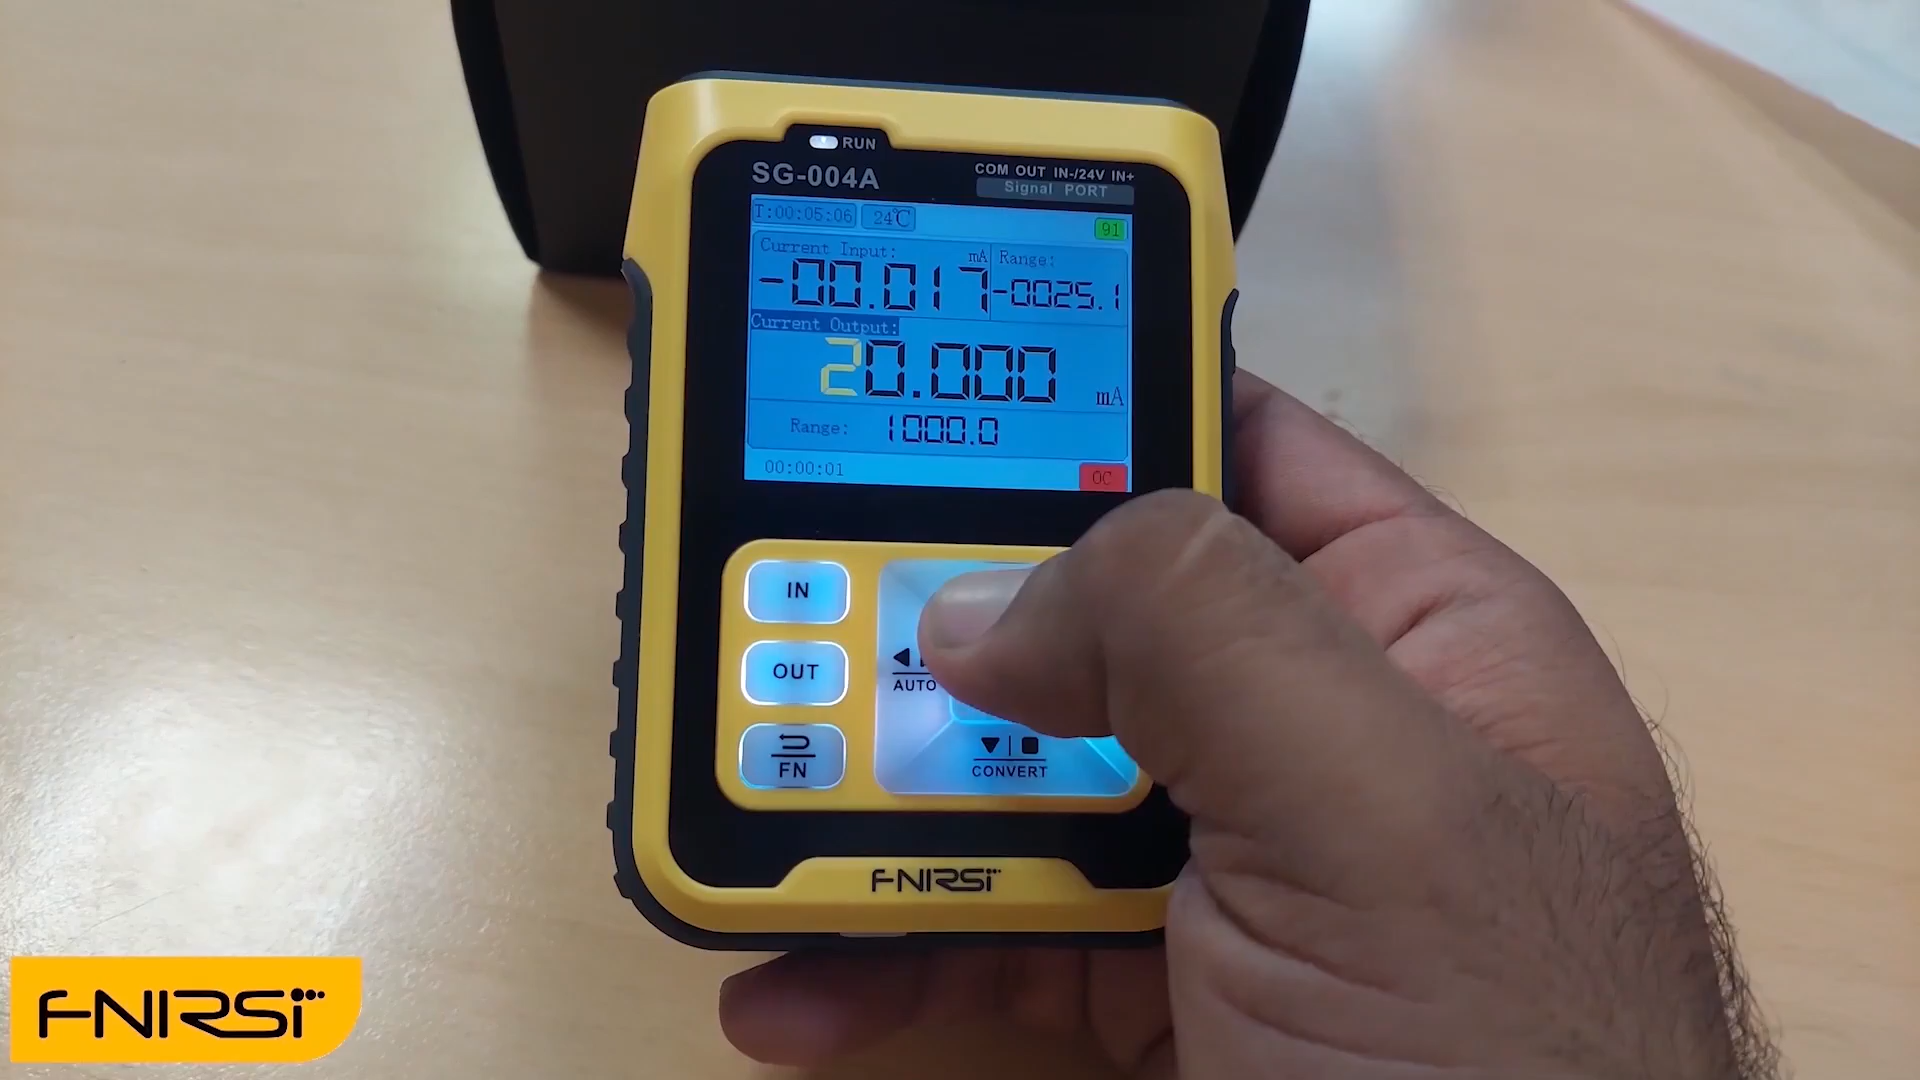 RUN
SG-004A
COM OUT IN-/24V IN+
Signal PORT
T:00:05:06 24℃ 91
Current Input: mA Range:
-00.017 -0025.1
Current Output:
20.000 mA
Range: 1000.0
00:00:01 OC
IN
OUT
AUTO
FN
CONVERT
FNIRSI
FNIRSI